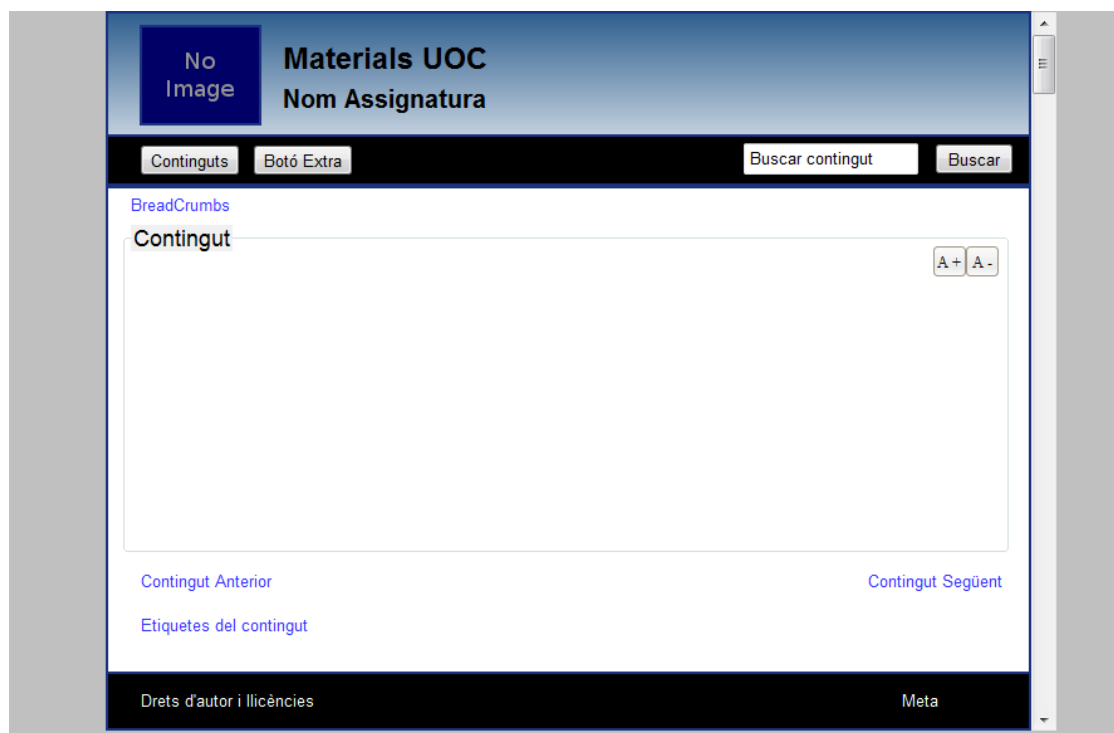 No
Image
Materials UOC
Nom Assignatura
Continguts Botó Extra Buscar contingut Buscar
BreadCrumbs
Contingut
A + A -
Contingut Anterior Contingut Següent
Etiquetes del contingut
Drets d'autor i llicències Meta